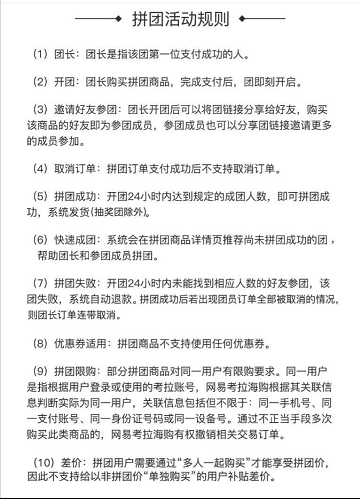 拼团活动规则
（1）团长：团长是指该团第一位支付成功的人。
（2）开团：团长购买拼团商品，完成支付后，团即刻开启。
（3）邀请好友参团：团长开团后可以将团链接分享给好友，购买
该商品的好友即为参团成员，参团成员也可以分享团链接邀请更多
的成员参加。
（4）取消订单：拼团订单支付成功后不支持取消订单。
（5）拼团成功：开团24小时内达到规定的成团人数，即可拼团成
功，系统发货(抽奖团除外)。
（6）快速成团：系统会在拼团商品详情页推荐尚未拼团成功的团，
帮助团长和参团成员拼团。
（7）拼团失败：开团24小时内未能找到相应人数的好友参团，该
团失败，系统自动退款。拼团成功后若出现团员订单全部被取消的情况，
则团长订单连带取消。
（8）优惠券适用：拼团商品不支持使用任何优惠券。
（9）拼团限购：部分拼团商品对同一用户有限购要求。同一用户
是指根据用户登录或使用的考拉账号，网易考拉海购根据其关联信
息判断实际为同一用户，关联信息包括但不限于：同一手机号、同
一支付账号、同一身份证号码或同一设备号。通过不正当手段多次
购买此类商品的，网易考拉海购有权撤销相关交易订单。
（10）差价：拼团用户需要通过“多人一起购买”才能享受拼团价，
因此不支持给以非拼团价“单独购买”的用户补贴差价。